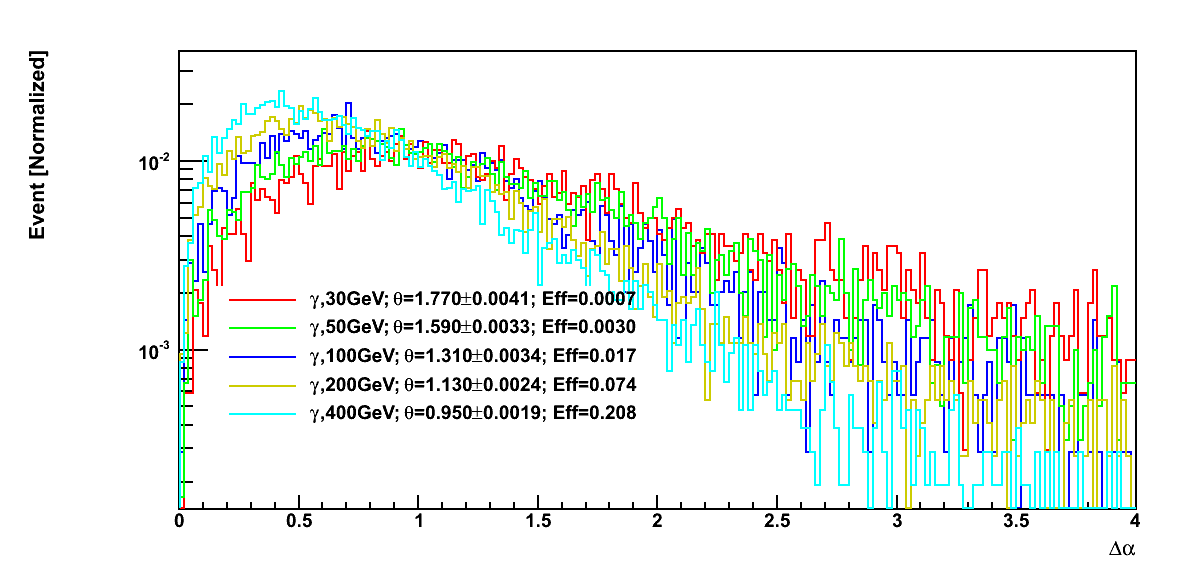 Event [Normalized]
10⁻²
10⁻³
γ,30GeV; θ=1.770±0.0041; Eff=0.0007
γ,50GeV; θ=1.590±0.0033; Eff=0.0030
γ,100GeV; θ=1.310±0.0034; Eff=0.017
γ,200GeV; θ=1.130±0.0024; Eff=0.074
γ,400GeV; θ=0.950±0.0019; Eff=0.208
0 0.5 1 1.5 2 2.5 3 3.5 4
Δα